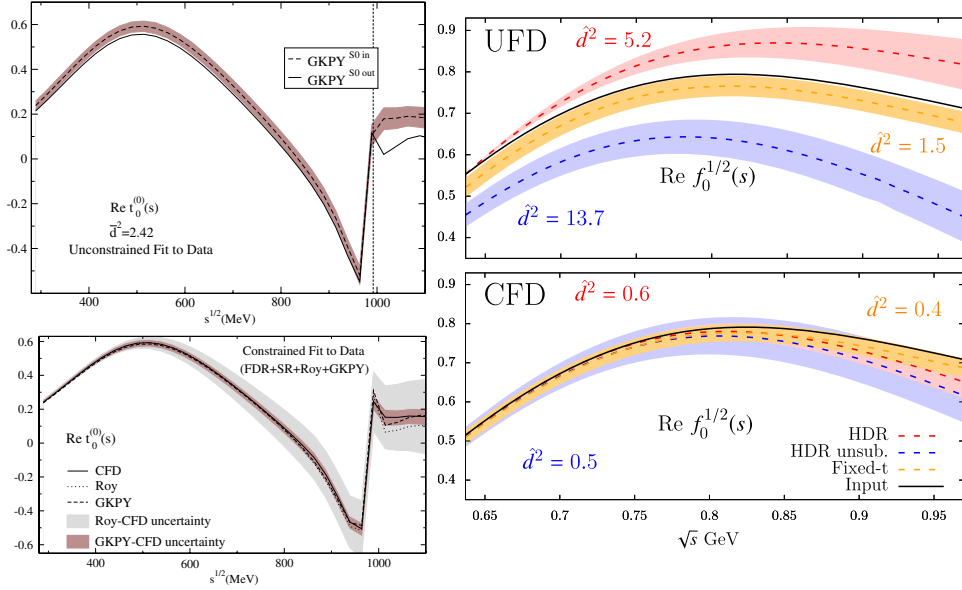 0.6
0.4
0.2
0
-0.2
-0.4
GKPY S0 in
GKPY S0 out
Re t₀⁽⁰⁾(s)
d̄²=2.42
Unconstrained Fit to Data
400 600 800 1000
s^1/2(MeV)
0.6
0.4
0.2
0
-0.2
-0.4
-0.6
Constrained Fit to Data
(FDR+SR+Roy+GKPY)
Re t₀⁽⁰⁾(s)
CFD
Roy
GKPY
Roy-CFD uncertainty
GKPY-CFD uncertainty
400 600 800 1000
s^1/2(MeV)
0.9
0.8
0.7
0.6
0.5
0.4
UFD
d̂² = 5.2
d̂² = 1.5
Re f₀^1/2(s)
d̂² = 13.7
0.9
0.8
0.7
0.6
0.5
0.4
CFD
d̂² = 0.6
d̂² = 0.4
Re f₀^1/2(s)
d̂² = 0.5
HDR
HDR unsub.
Fixed-t
Input
0.65 0.7 0.75 0.8 0.85 0.9 0.95
√s GeV